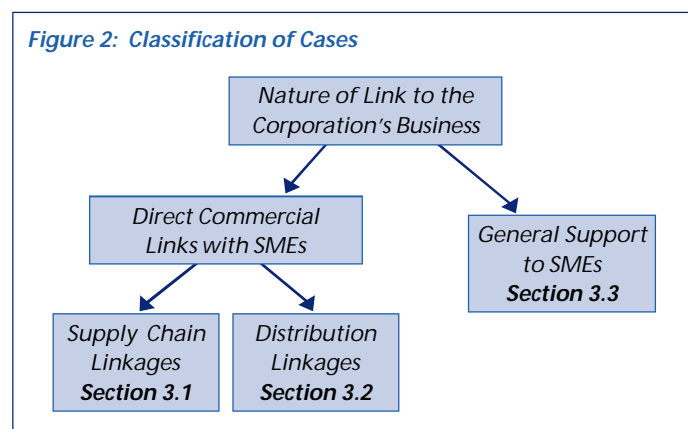 Figure 2: Classification of Cases
Nature of Link to the
Corporation's Business
Direct Commercial
Links with SMEs
General Support
to SMEs
Section 3.3
Supply Chain
Linkages
Section 3.1
Distribution
Linkages
Section 3.2